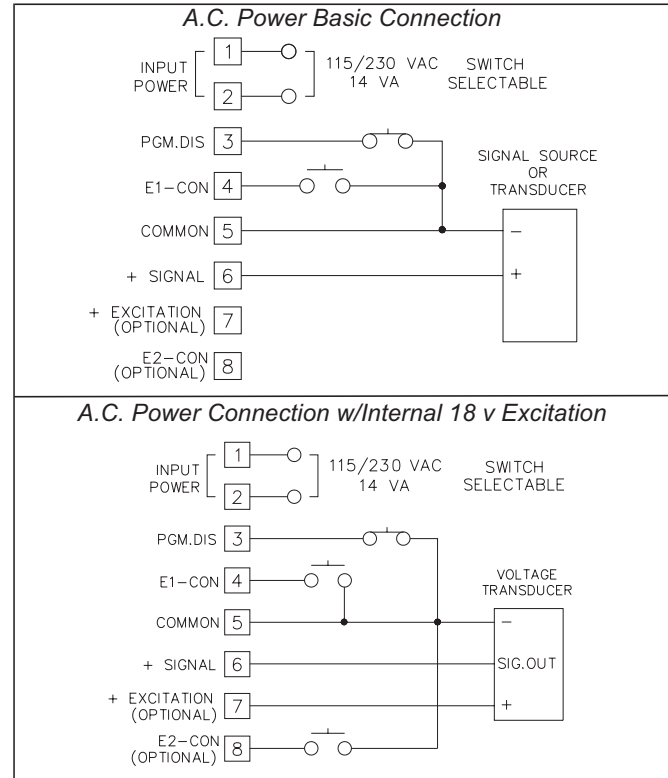 A.C. Power Basic Connection
INPUT
POWER
1
2
115/230 VAC
14 VA
SWITCH
SELECTABLE
PGM.DIS 3
E1-CON 4
COMMON 5
+ SIGNAL 6
+ EXCITATION
(OPTIONAL) 7
E2-CON
(OPTIONAL) 8
SIGNAL SOURCE
OR
TRANSDUCER
-
+
A.C. Power Connection w/Internal 18 v Excitation
INPUT
POWER
1
2
115/230 VAC
14 VA
SWITCH
SELECTABLE
PGM.DIS 3
E1-CON 4
COMMON 5
+ SIGNAL 6
+ EXCITATION
(OPTIONAL) 7
E2-CON
(OPTIONAL) 8
VOLTAGE
TRANSDUCER
-
SIG.OUT
+